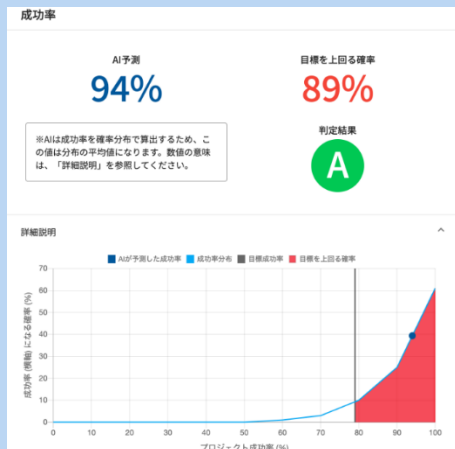 成功率
AI予測
94%
目標を上回る確率
89%
※AIは成功率を確率分布で算出するため、こ
の値は分布の平均値になります。数値の意味
は、「詳細説明」を参照してください。
判定結果
A
詳細説明
AIが予測した成功率 成功率分布 目標成功率 目標を上回る確率
成功率 (横軸) になる確率 (%)
70
60
50
40
30
20
10
0
0 10 20 30 40 50 60 70 80 90 100
プロジェクト成功率 (%)